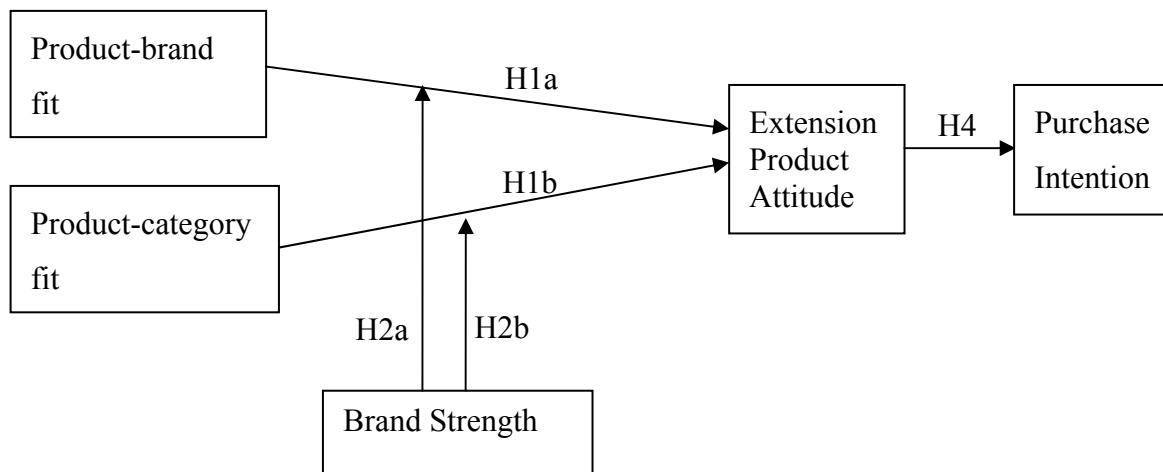 Product-brand
fit
H1a
Extension
Product
Attitude
H4
Purchase
Intention
Product-category
fit
H1b
H2a
H2b
Brand Strength